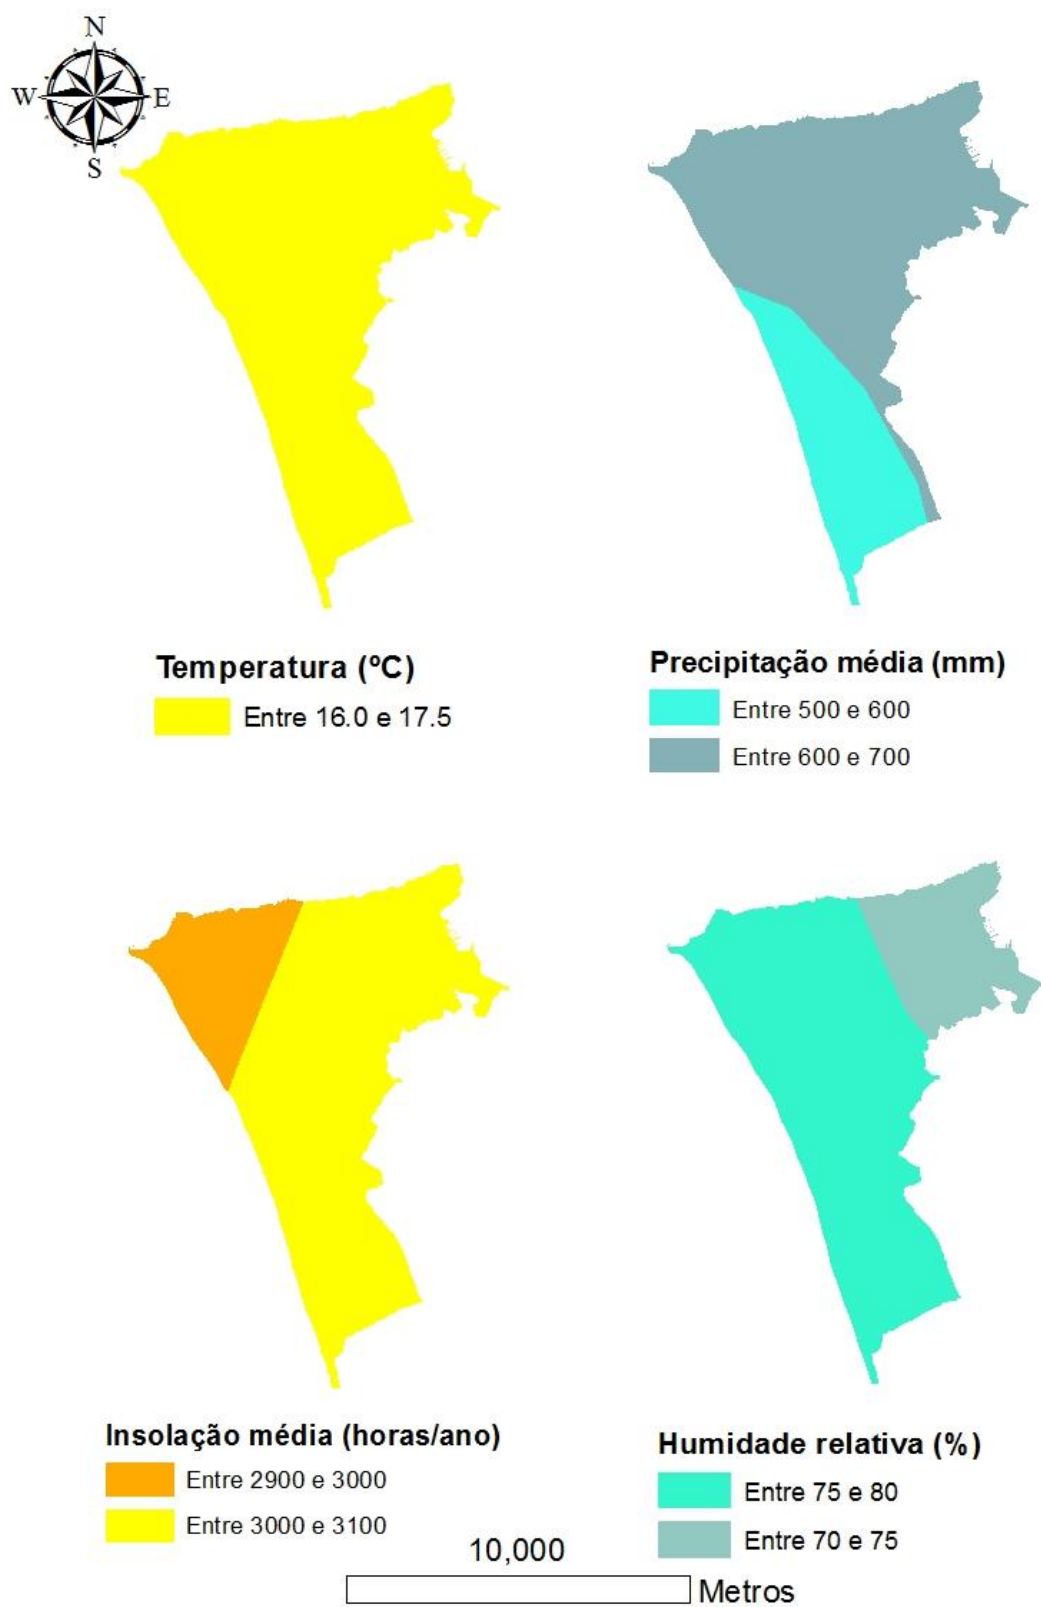 N
W E
S
Temperatura (ºC)
Entre 16.0 e 17.5
Precipitação média (mm)
Entre 500 e 600
Entre 600 e 700
Insolação média (horas/ano)
Entre 2900 e 3000
Entre 3000 e 3100
Humidade relativa (%)
Entre 75 e 80
Entre 70 e 75
10,000
Metros